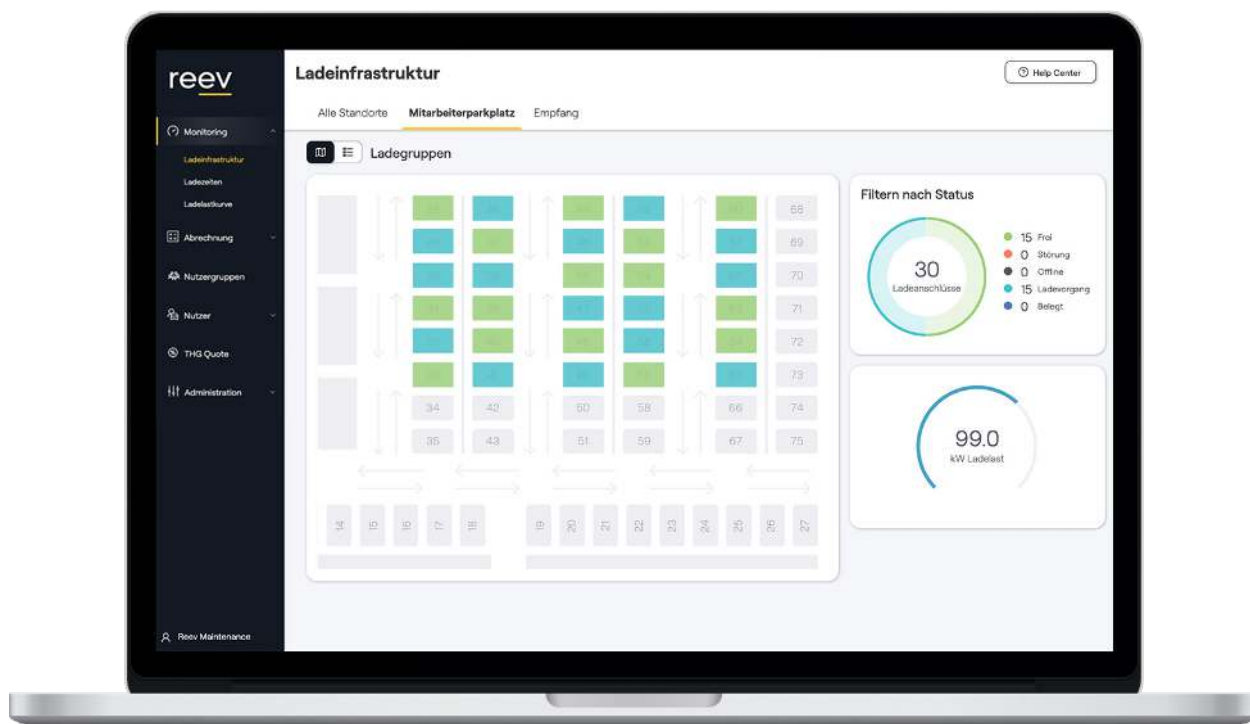 reev
Monitoring
Ladeinfrastruktur
Ladezeiten
Ladelastkurve
Abrechnung
Nutzergruppen
Nutzer
THG Quote
Administration
Reev Maintenance
Ladeinfrastruktur
Help Center
Alle Standorte Mitarbeiterparkplatz Empfang
Ladegruppen
68
69
70
71
72
73
34 42 50 58 66 74
35 43 51 59 67 75
14 15 16 17 18 19 20 21 22 23 24 25 26 27
Filtern nach Status
30
Ladeanschlüsse
15 Frei
0 Störung
0 Offline
15 Ladevorgang
0 Belegt
99.0
kW Ladelast